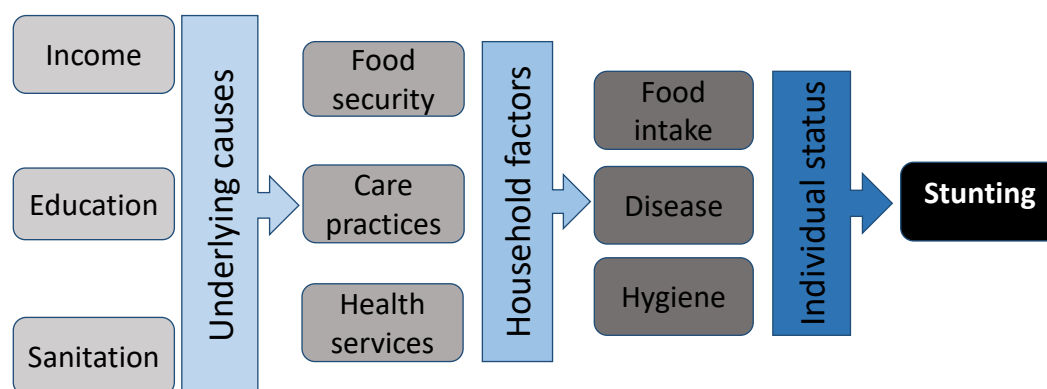 Income
Education
Sanitation
Underlying causes
Food
security
Care
practices
Health
services
Household factors
Food
intake
Disease
Hygiene
Individual status
Stunting